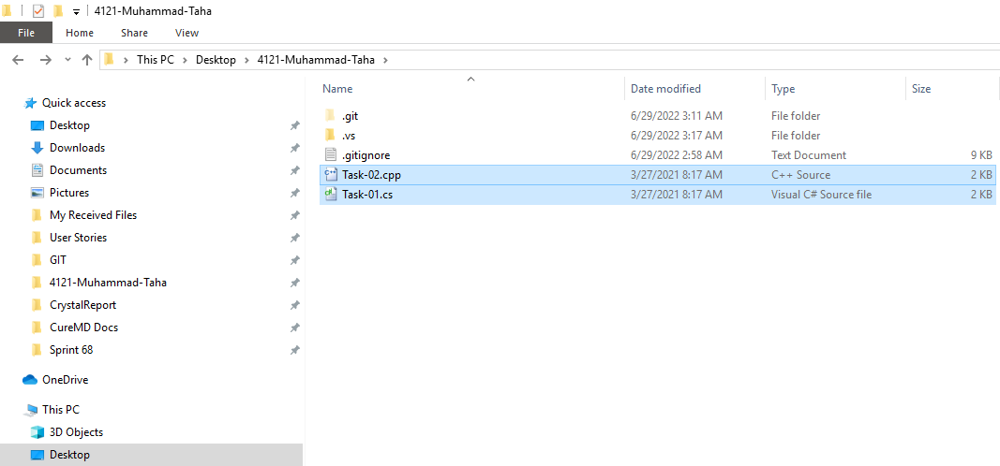 4121-Muhammad-Taha
File Home Share View
This PC > Desktop > 4121-Muhammad-Taha >
Name Date modified Type Size
.git 6/29/2022 3:11 AM File folder
.vs 6/29/2022 3:17 AM File folder
.gitignore 6/29/2022 2:58 AM Text Document 9 KB
Task-02.cpp 3/27/2021 8:17 AM C++ Source 2 KB
Task-01.cs 3/27/2021 8:17 AM Visual C# Source file 2 KB
Quick access
Desktop
Downloads
Documents
Pictures
My Received Files
User Stories
GIT
4121-Muhammad-Taha
CrystalReport
CureMD Docs
Sprint 68
OneDrive
This PC
3D Objects
Desktop